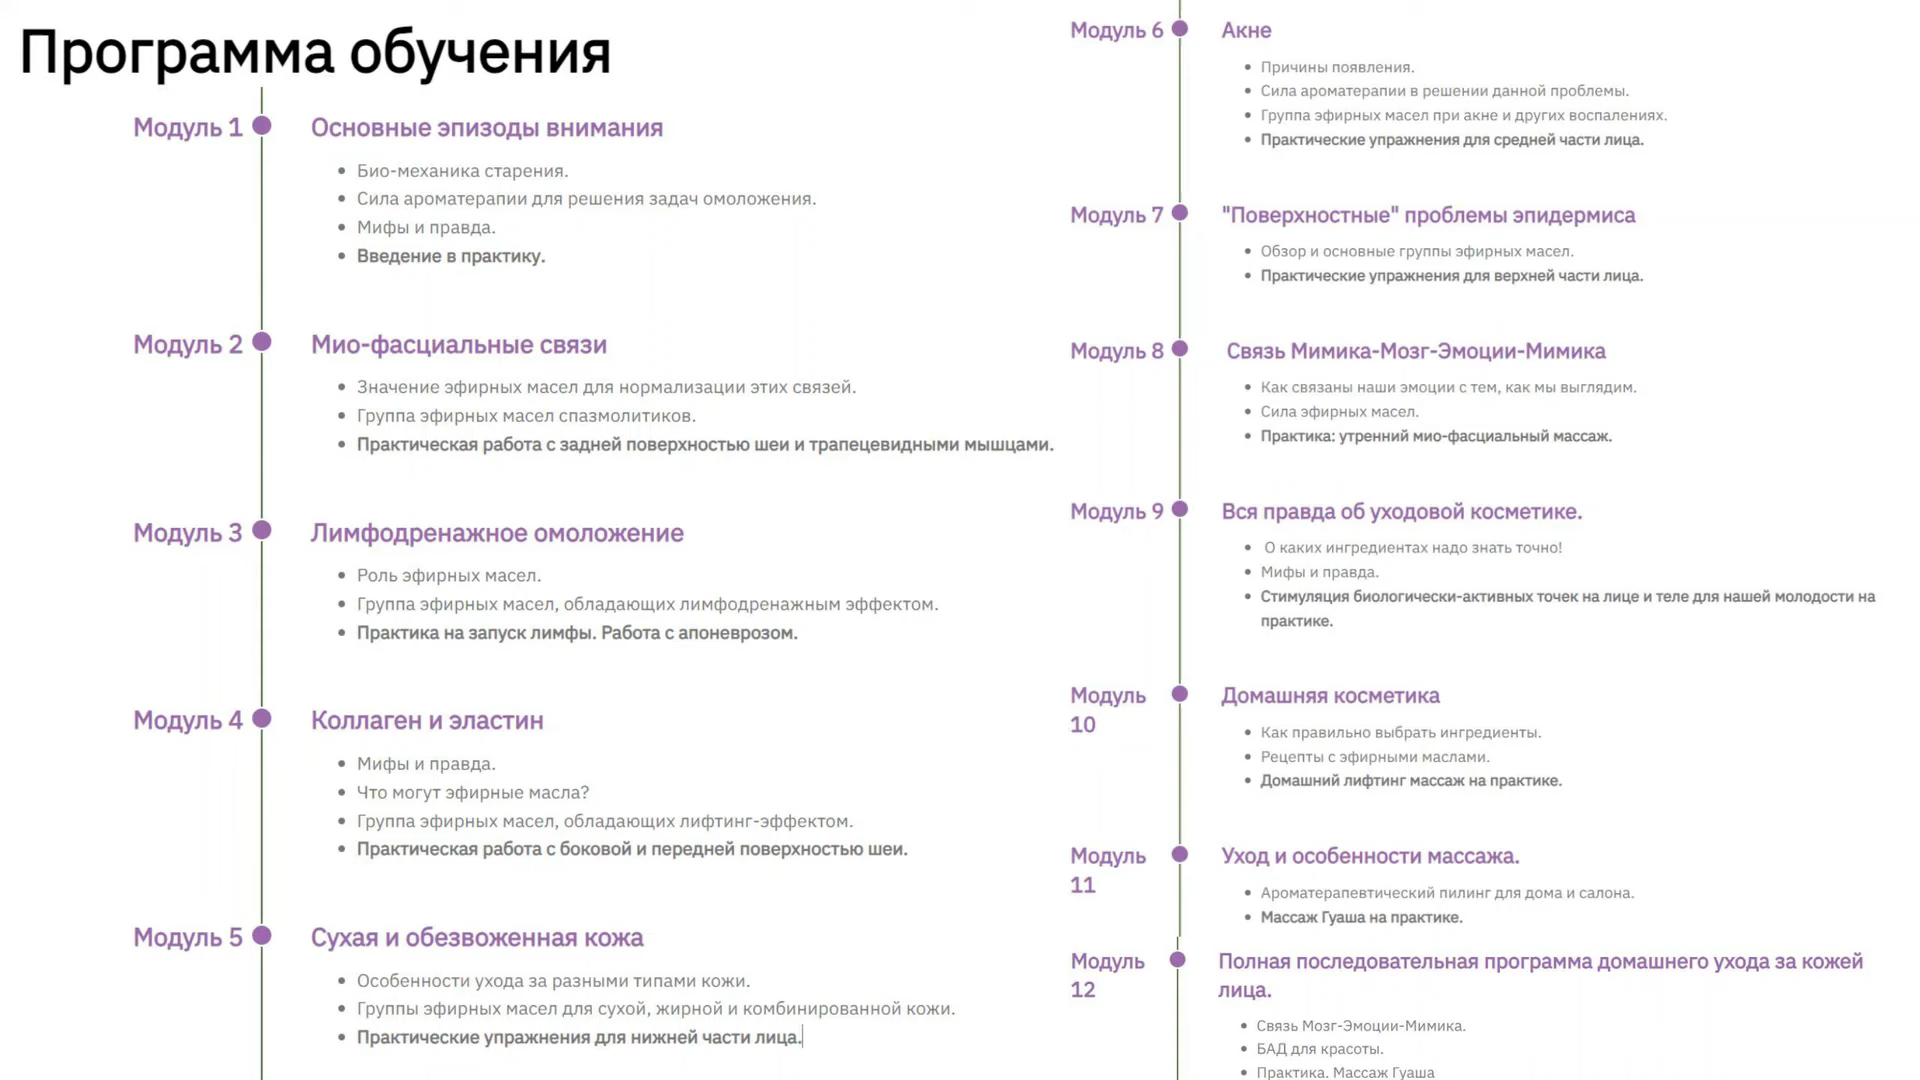 Программа обучения
Модуль 1
Основные эпизоды внимания
Био-механика старения.
Сила ароматерапии для решения задач омоложения.
Мифы и правда.
Введение в практику.
Модуль 2
Мио-фасциальные связи
Значение эфирных масел для нормализации этих связей.
Группа эфирных масел спазмолитиков.
Практическая работа с задней поверхностью шеи и трапецевидными мышцами.
Модуль 3
Лимфодренажное омоложение
Роль эфирных масел.
Группа эфирных масел, обладающих лимфодренажным эффектом.
Практика на запуск лимфы. Работа с апоневрозом.
Модуль 4
Коллаген и эластин
Мифы и правда.
Что могут эфирные масла?
Группа эфирных масел, обладающих лифтинг-эффектом.
Практическая работа с боковой и передней поверхностью шеи.
Модуль 5
Сухая и обезвоженная кожа
Особенности ухода за разными типами кожи.
Группы эфирных масел для сухой, жирной и комбинированной кожи.
Практические упражнения для нижней части лица.
Модуль 6
Акне
Причины появления.
Сила ароматерапии в решении данной проблемы.
Группа эфирных масел при акне и других воспалениях.
Практические упражнения для средней части лица.
Модуль 7
"Поверхностные" проблемы эпидермиса
Обзор и основные группы эфирных масел.
Практические упражнения для верхней части лица.
Модуль 8
Связь Мимика-Мозг-Эмоции-Мимика
Как связаны наши эмоции с тем, как мы выглядим.
Сила эфирных масел.
Практика: утренний мио-фасциальный массаж.
Модуль 9
Вся правда об уходовой косметике.
О каких ингредиентах надо знать точно!
Мифы и правда.
Стимуляция биологически-активных точек на лице и теле для нашей молодости на
практике.
Модуль
10
Домашняя косметика
Как правильно выбрать ингредиенты.
Рецепты с эфирными маслами.
Домашний лифтинг массаж на практике.
Модуль
11
Уход и особенности массажа.
Ароматерапевтический пилинг для дома и салона.
Массаж Гуаша на практике.
Модуль
12
Полная последовательная программа домашнего ухода за кожей
лица.
Связь Мозг-Эмоции-Мимика.
БАД для красоты.
Практика. Массаж Гуаша